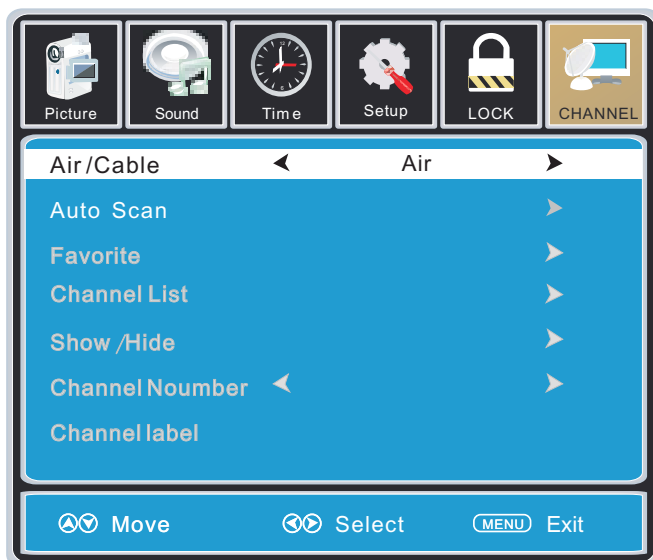 Picture Sound Time Setup LOCK CHANNEL
Air/Cable Air
Auto Scan
Favorite
Channel List
Show/Hide
Channel Noumber
Channel label
Move Select MENU Exit